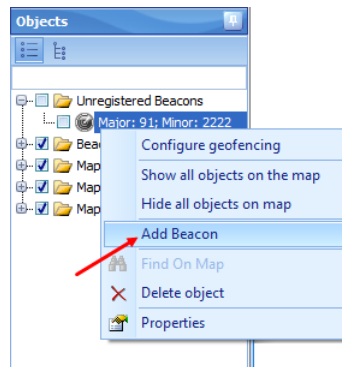 Objects
Unregistered Beacons
Major: 91; Minor: 2222
Bea
Configure geofencing
Map
Show all objects on the map
Map
Hide all objects on map
Map
Add Beacon
Find On Map
Delete object
Properties